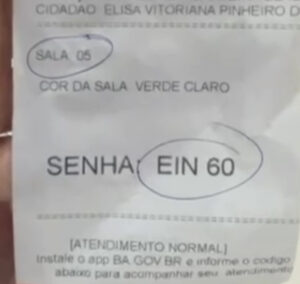 CIDADAO ELISA VITORIANA PINHEIRO D
SALA 05
COR DA SALA VERDE CLARO
SENHA: EIN 60
[ATENDIMENTO NORMAL]
Instale o app BA.GOV.BR e informe o codigo
abaixo para acompanhar seu atendimento